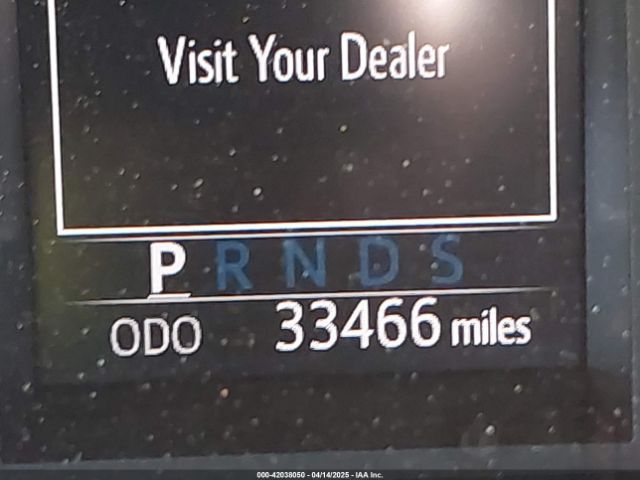 Visit Your Dealer
P R N D S
ODO 33466 miles
000-42038050 - 04/14/2025 - IAA Inc.